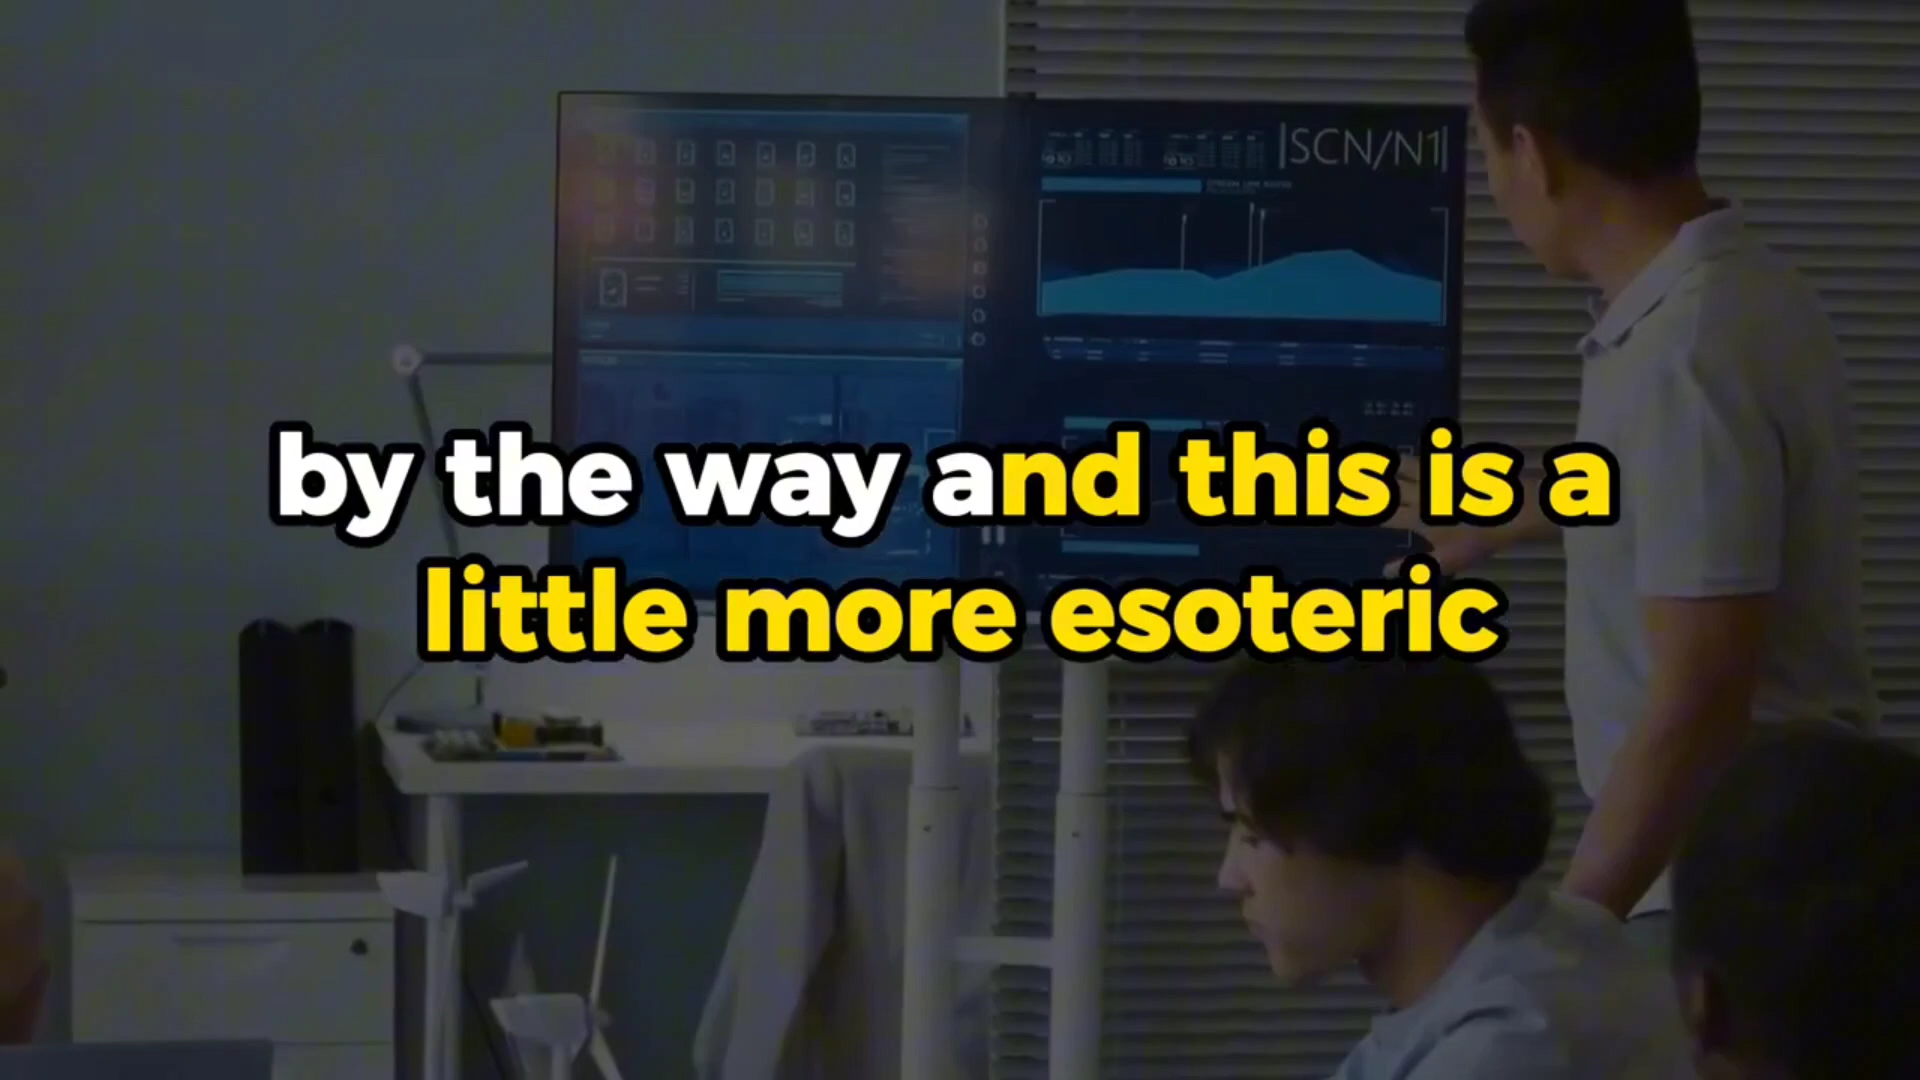 |SCN/N1|
by the way and this is a
little more esoteric